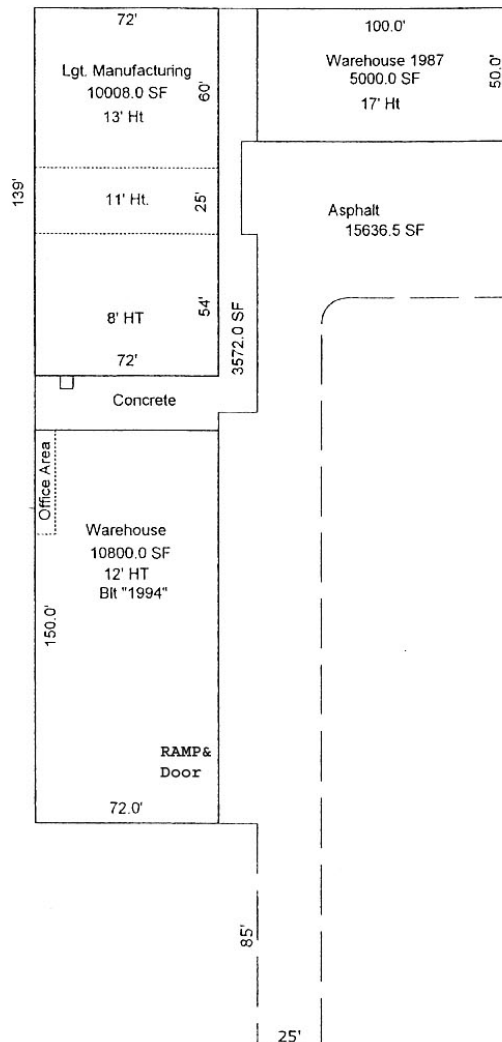 72'
Lgt. Manufacturing
10008.0 SF
13' Ht
60'
139'
11' Ht.
25'
8' HT
54'
72'
100.0'
Warehouse 1987
5000.0 SF
17' Ht
50.0'
Asphalt
15636.5 SF
3572.0 SF
Concrete
Office Area
Warehouse
10800.0 SF
12' HT
Blt "1994"
150.0'
RAMP&
Door
72.0'
85'
25'